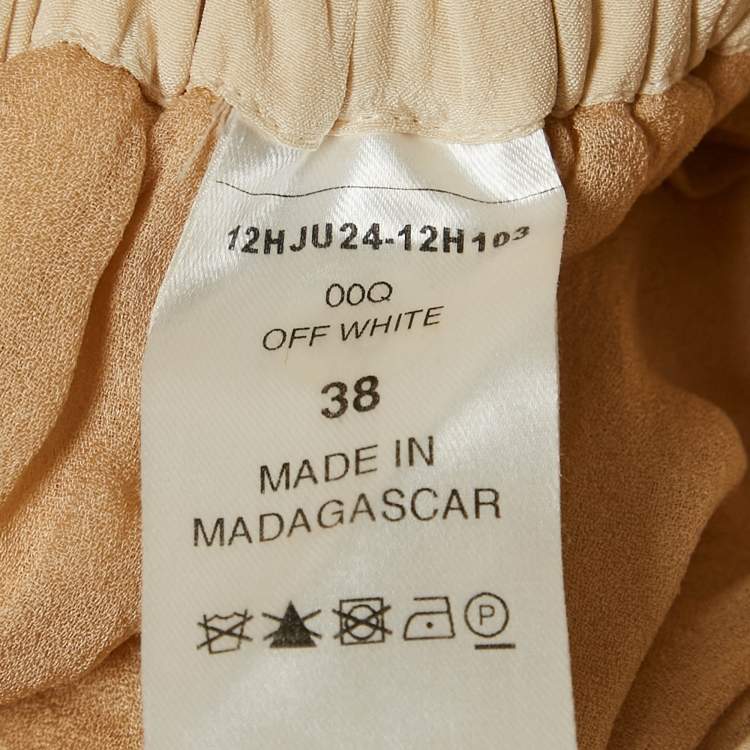 12HJU24-12H103
00Q
OFF WHITE
38
MADE IN
MADAGASCAR
P